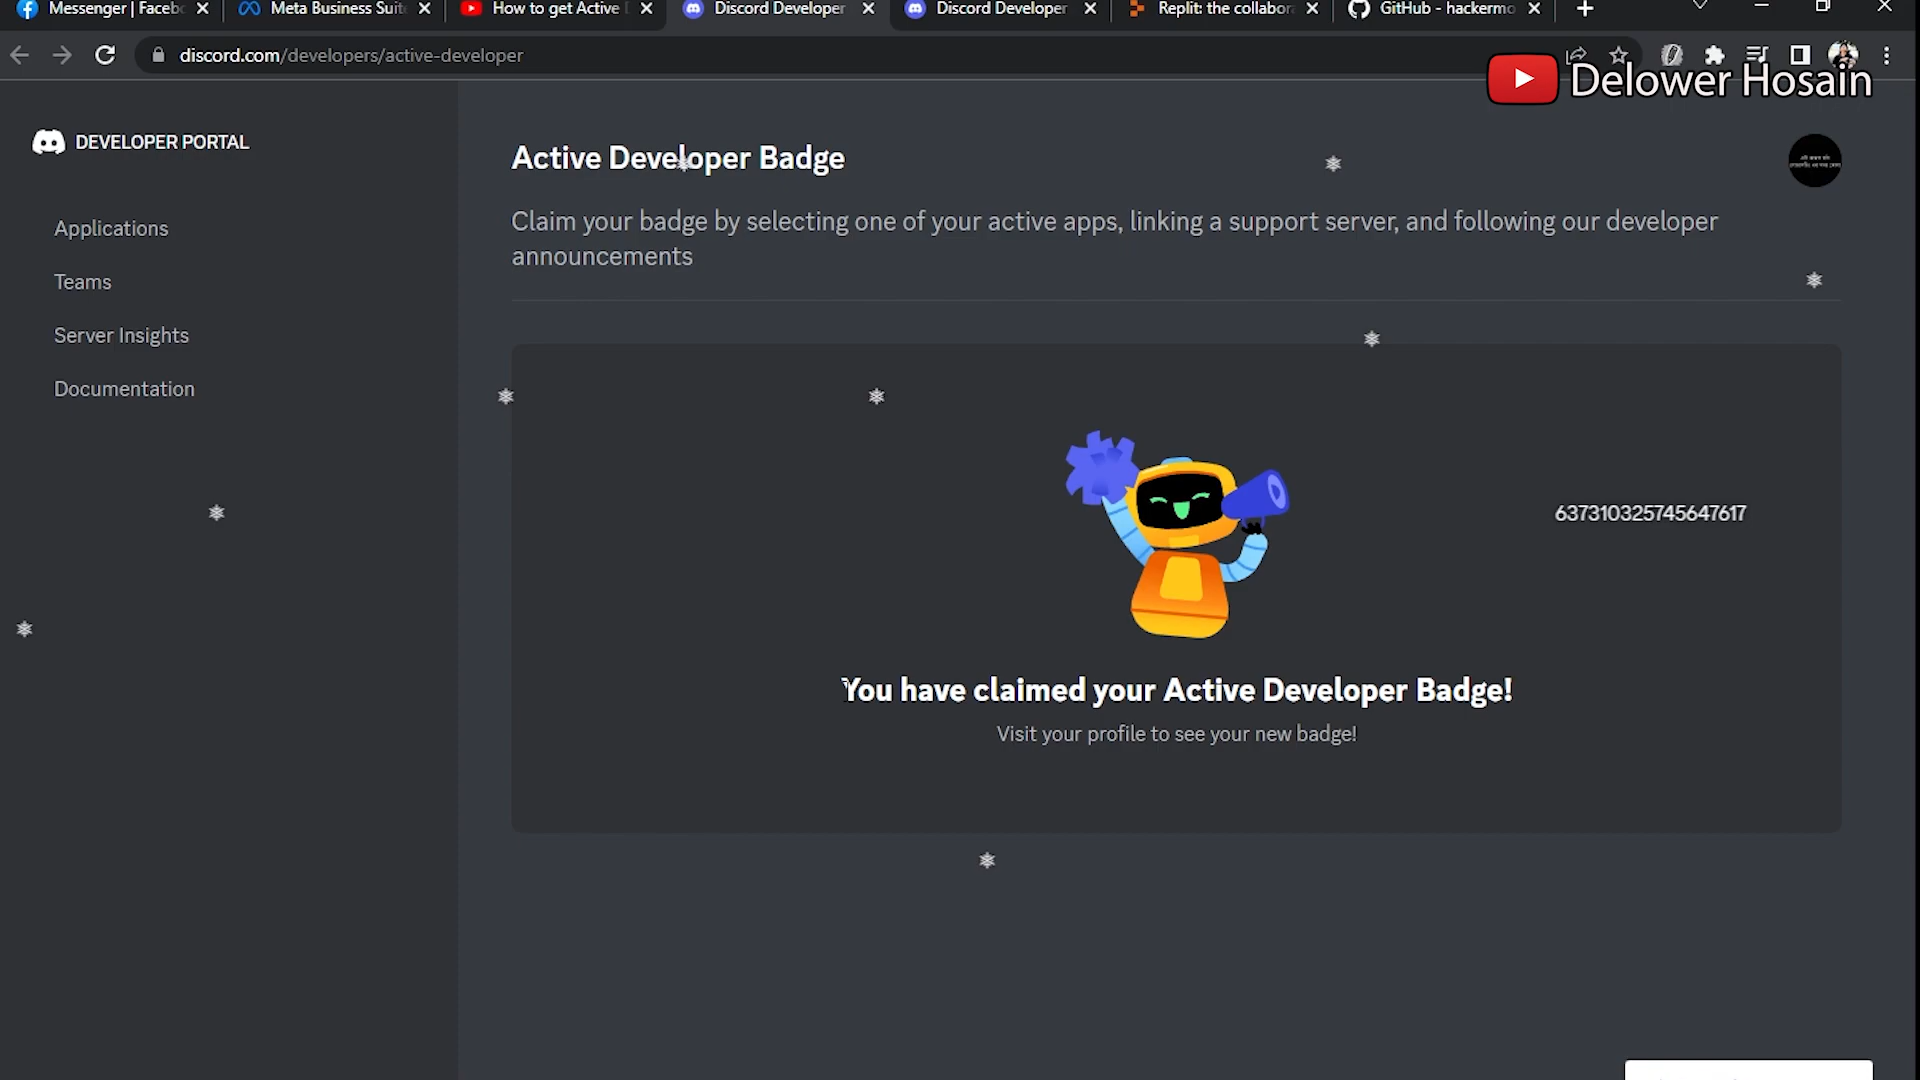 Messenger | Facebo
Meta Business Suite
How to get Active
Discord Developer
Discord Developer
Replit: the collabor
GitHub - hackermo
discord.com/developers/active-developer
Delower Hosain
DEVELOPER PORTAL
Active Developer Badge
Applications
Claim your badge by selecting one of your active apps, linking a support server, and following our developer
announcements
Teams
Server Insights
Documentation
637310325745647617
You have claimed your Active Developer Badge!
Visit your profile to see your new badge!